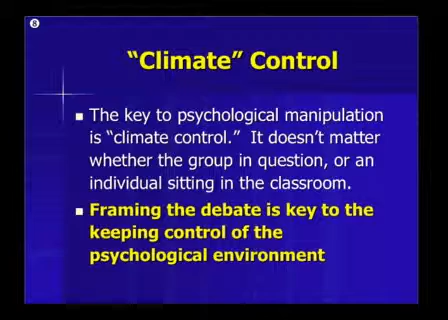 8
“Climate” Control
The key to psychological manipulation
is “climate control.” It doesn’t matter
whether the group in question, or an
individual sitting in the classroom.
Framing the debate is key to the
keeping control of the
psychological environment